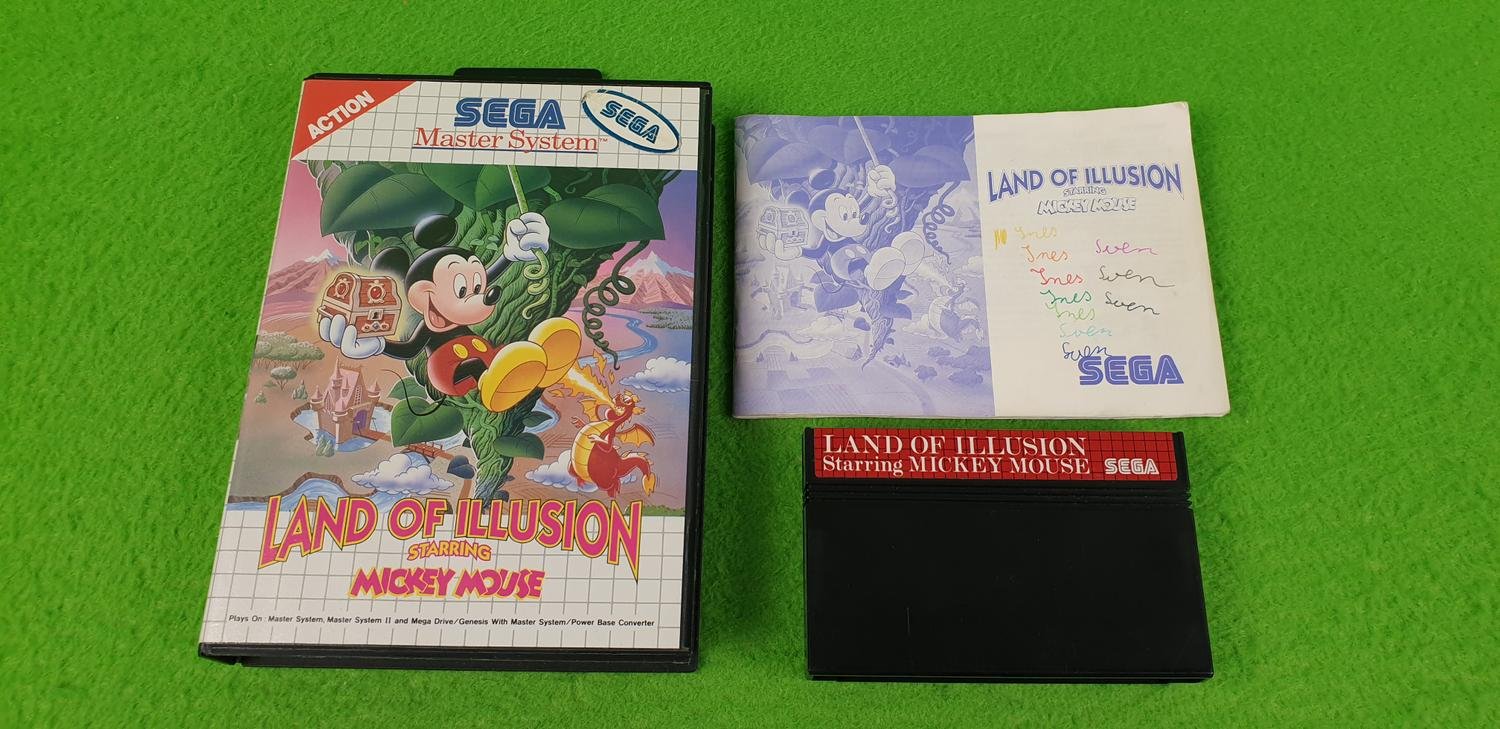 ACTION
SEGA
Master System™
SEGA
LAND OF ILLUSION
STARRING
MICKEY MOUSE
Plays On : Master System, Master System II and Mega Drive/Genesis With Master System/Power Base Converter
LAND OF ILLUSION
STARRING
MICKEY MOUSE
Ines
Ines Sven
Ines Sven
Ines Sven
Ines
Sven
Sven
SEGA
LAND OF ILLUSION
Starring MICKEY MOUSE SEGA